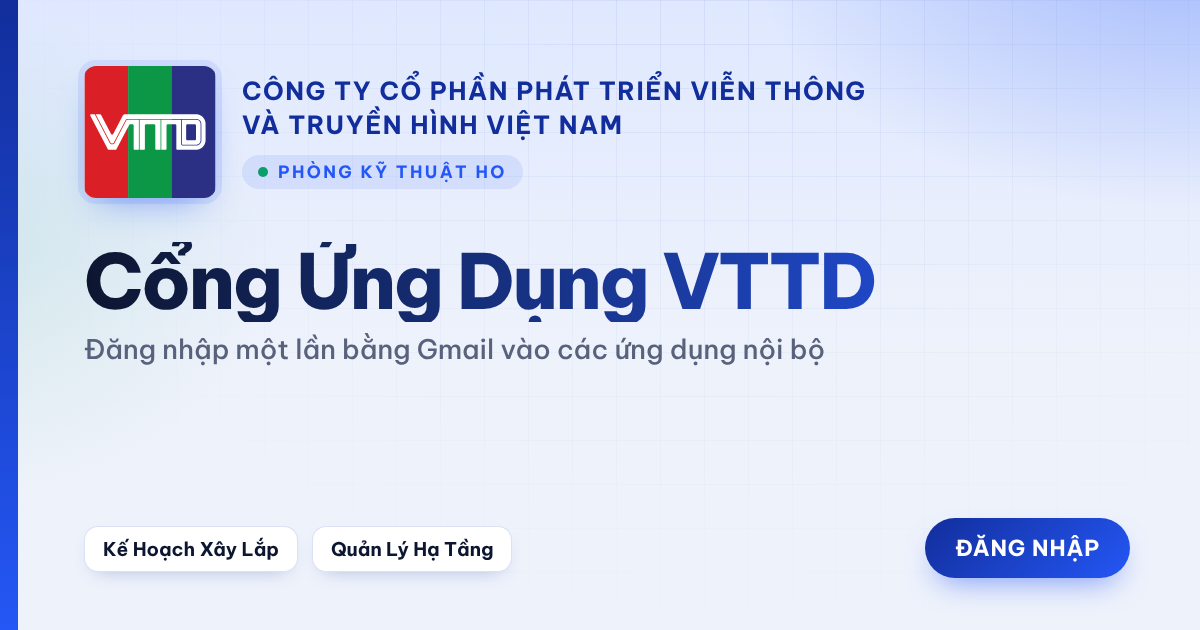 VTTD
CÔNG TY CỔ PHẦN PHÁT TRIỂN VIỄN THÔNG
VÀ TRUYỀN HÌNH VIỆT NAM
PHÒNG KỸ THUẬT HO
Cổng Ứng Dụng VTTD
Đăng nhập một lần bằng Gmail vào các ứng dụng nội bộ
Kế Hoạch Xây Lắp
Quản Lý Hạ Tầng
ĐĂNG NHẬP